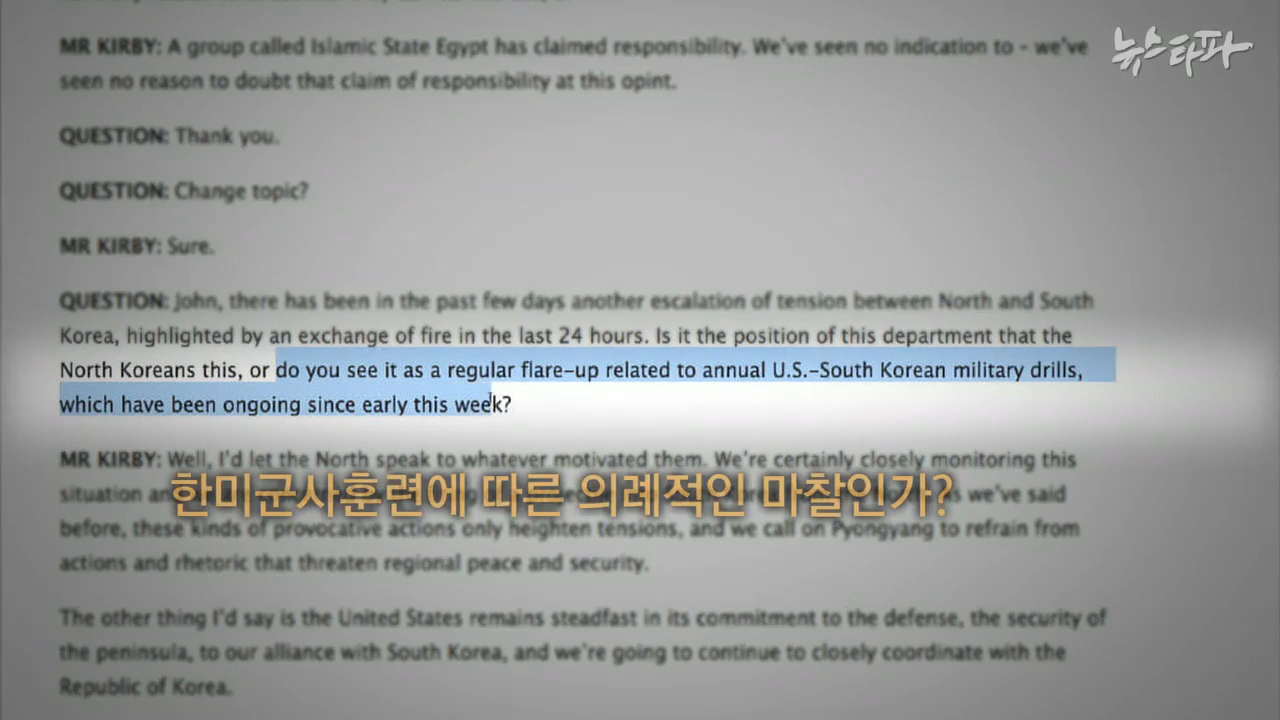 뉴스타파
MR KIRBY: A group called Islamic State Egypt has claimed responsibility. We've seen no indication to – we've
seen no reason to doubt that claim of responsibility at this opint.
QUESTION: Thank you.
QUESTION: Change topic?
MR KIRBY: Sure.
QUESTION: John, there has been in the past few days another escalation of tension between North and South
Korea, highlighted by an exchange of fire in the last 24 hours. Is it the position of this department that the
North Koreans this, or do you see it as a regular flare-up related to annual U.S.-South Korean military drills,
which have been ongoing since early this week?
MR KIRBY: Well, I'd let the North speak to whatever motivated them. We're certainly closely monitoring this
situation as we've said
한미군사훈련에 따른 의례적인 마찰인가?
before, these kinds of provocative actions only heighten tensions, and we call on Pyongyang to refrain from
actions and rhetoric that threaten regional peace and security.
The other thing I'd say is the United States remains steadfast in its commitment to the defense, the security of
the peninsula, to our alliance with South Korea, and we're going to continue to closely coordinate with the
Republic of Korea.